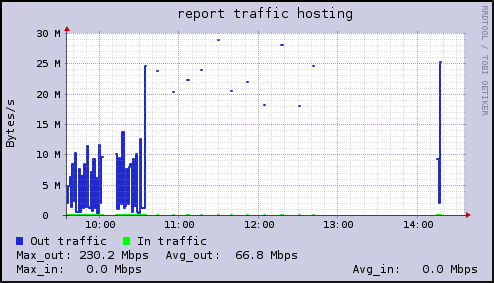 report traffic hosting
RRDTOOL / TOBI OETIKER
Bytes/s
30 M
25 M
20 M
15 M
10 M
5 M
0
10:00 11:00 12:00 13:00 14:00
Out traffic In traffic
Max_out: 230.2 Mbps Avg_out: 66.8 Mbps
Max_in: 0.0 Mbps Avg_in: 0.0 Mbps